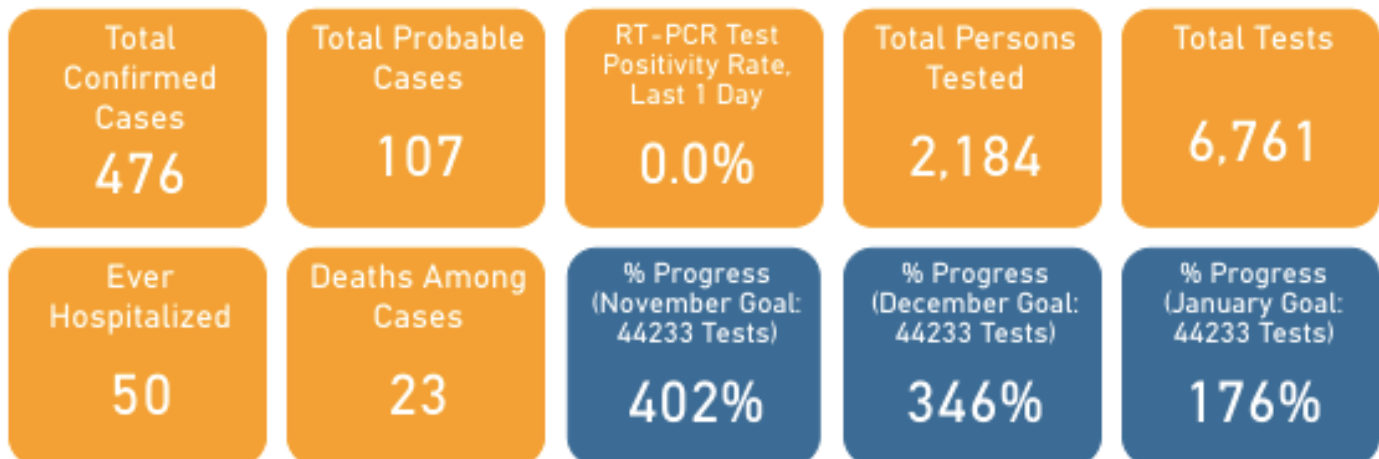 Total
Confirmed
Cases
476
Total Probable
Cases
107
RT-PCR Test
Positivity Rate,
Last 1 Day
0.0%
Total Persons
Tested
2,184
Total Tests
6,761
Ever
Hospitalized
50
Deaths Among
Cases
23
% Progress
(November Goal:
44233 Tests)
402%
% Progress
(December Goal:
44233 Tests)
346%
% Progress
(January Goal:
44233 Tests)
176%